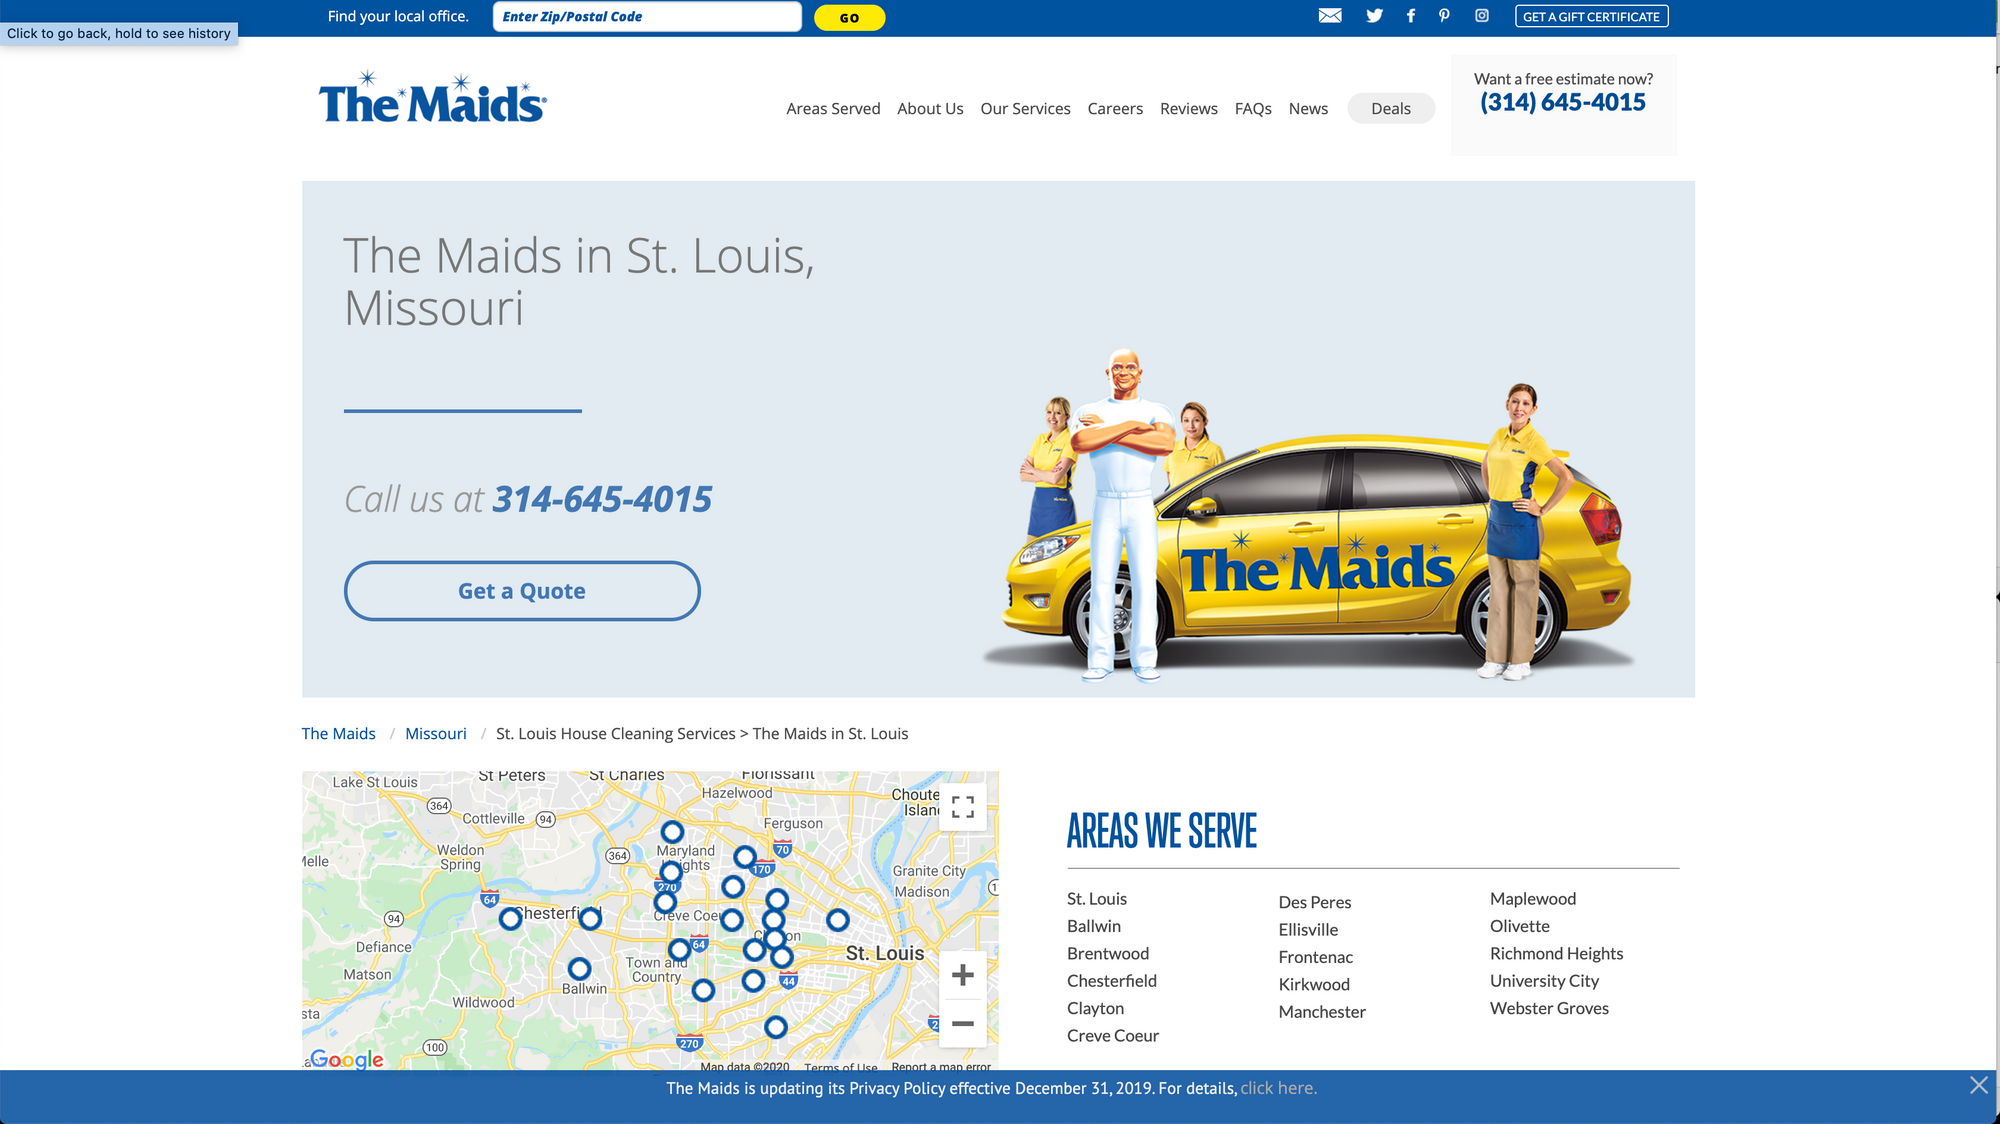 Find your local office.
Enter Zip/Postal Code
GO
GET A GIFT CERTIFICATE
Click to go back, hold to see history
The Maids®
Areas Served
About Us
Our Services
Careers
Reviews
FAQs
News
Deals
Want a free estimate now?
(314) 645-4015
The Maids in St. Louis,
Missouri
Call us at 314-645-4015
Get a Quote
The Maids
The Maids / Missouri / St. Louis House Cleaning Services > The Maids in St. Louis
Lake St Louis
St Peters
St Charles
Florissant
Hazelwood
364
Cottleville
94
Ferguson
Weldon
Spring
364
Maryland
Heights
70
170
Granite City
Madison
270
64
94
Chesterfield
Creve Coeur
Defiance
64
Town and
Country
St. Louis
Matson
Ballwin
44
Wildwood
100
270
Google
Map data ©2020
Terms of Use
Report a map error
AREAS WE SERVE
St. Louis
Ballwin
Brentwood
Chesterfield
Clayton
Creve Coeur
Des Peres
Ellisville
Frontenac
Kirkwood
Manchester
Maplewood
Olivette
Richmond Heights
University City
Webster Groves
The Maids is updating its Privacy Policy effective December 31, 2019. For details, click here.